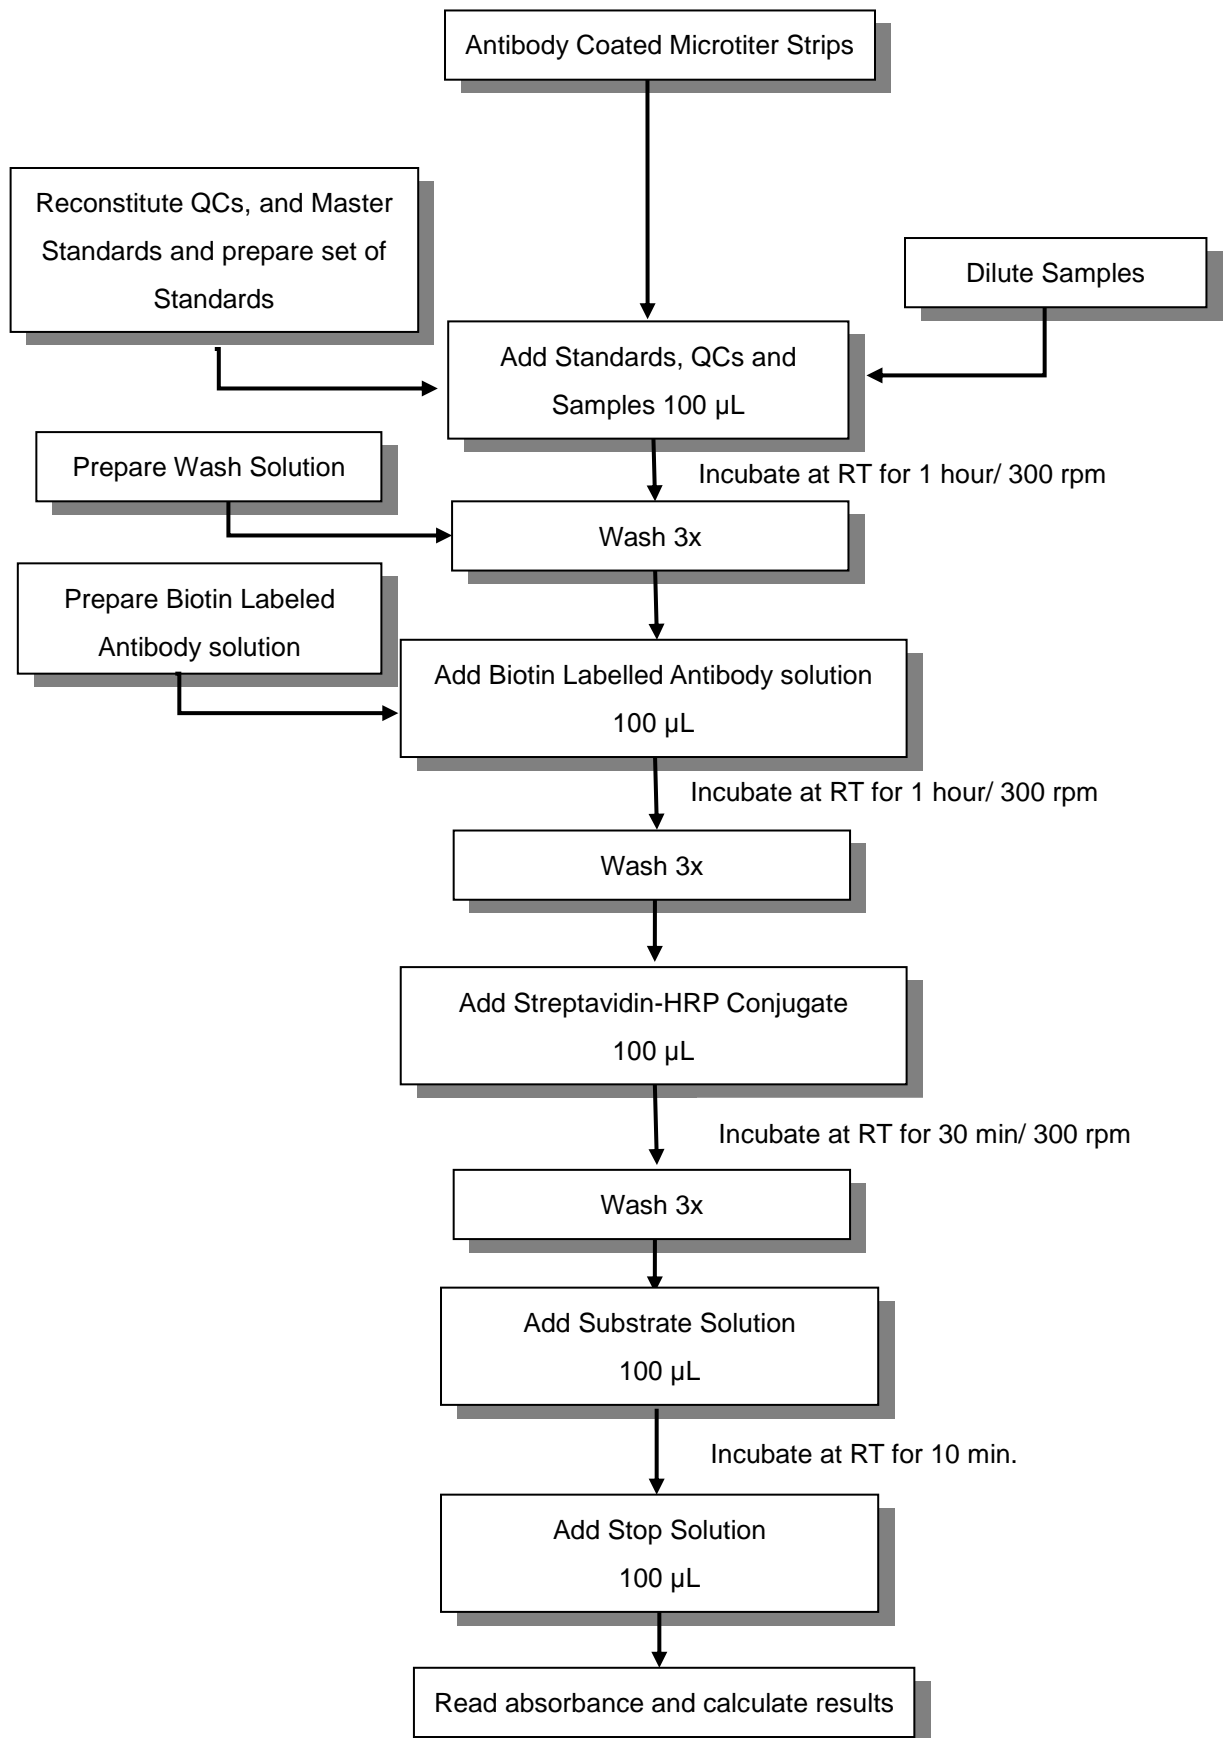 Antibody Coated Microtiter Strips
Reconstitute QCs, and Master
Standards and prepare set of
Standards
Dilute Samples
Add Standards, QCs and
Samples 100 µL
Incubate at RT for 1 hour/ 300 rpm
Prepare Wash Solution
Wash 3x
Prepare Biotin Labeled
Antibody solution
Add Biotin Labelled Antibody solution
100 µL
Incubate at RT for 1 hour/ 300 rpm
Wash 3x
Add Streptavidin-HRP Conjugate
100 µL
Incubate at RT for 30 min/ 300 rpm
Wash 3x
Add Substrate Solution
100 µL
Incubate at RT for 10 min.
Add Stop Solution
100 µL
Read absorbance and calculate results